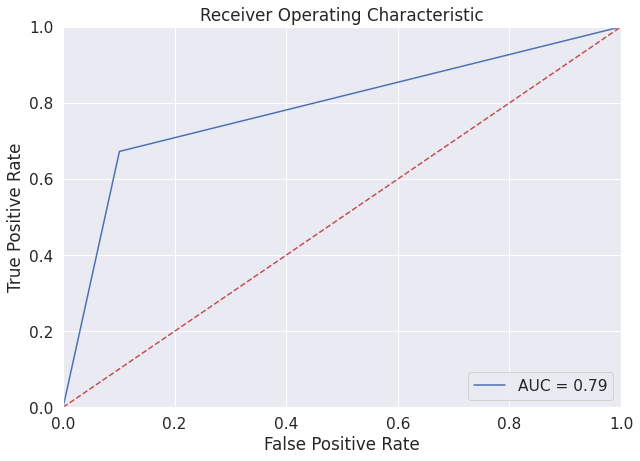 Receiver Operating Characteristic
1.0
0.8
0.6
0.4
0.2
0.0
True Positive Rate
AUC = 0.79
0.0 0.2 0.4 0.6 0.8 1.0
False Positive Rate